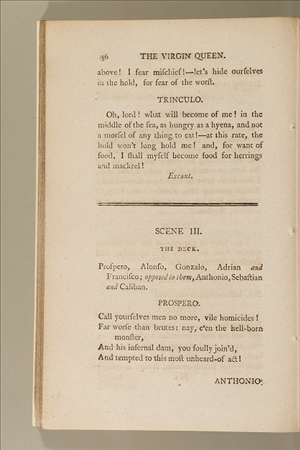 56 THE VIRGIN QUEEN.
above! I fear miſchief!—let's hide ourſelves
in the hold, for fear of the worſt.
TRINCULO.
Oh, lord! what will become of me! in the
middle of the ſea, as hungry as a hyena, and not
a morſel of any thing to eat!—at this rate, the
hold won't long hold me! and, for want of
food, I ſhall myſelf become food for herrings
and mackrel!
Exeunt.
SCENE III.
THE DECK.
Proſpero, Alonſo, Gonzalo, Adrian and
Franciſco; oppoſed to them, Anthonio, Sebaſtian
and Caliban.
PROSPERO.
Call yourſelves men no more, vile homicides!
Far worſe than brutes: nay, e'en the hell-born
monſter,
And his infernal dam, you foully join'd,
And tempted to this moſt unheard-of act!
ANTHONIO.